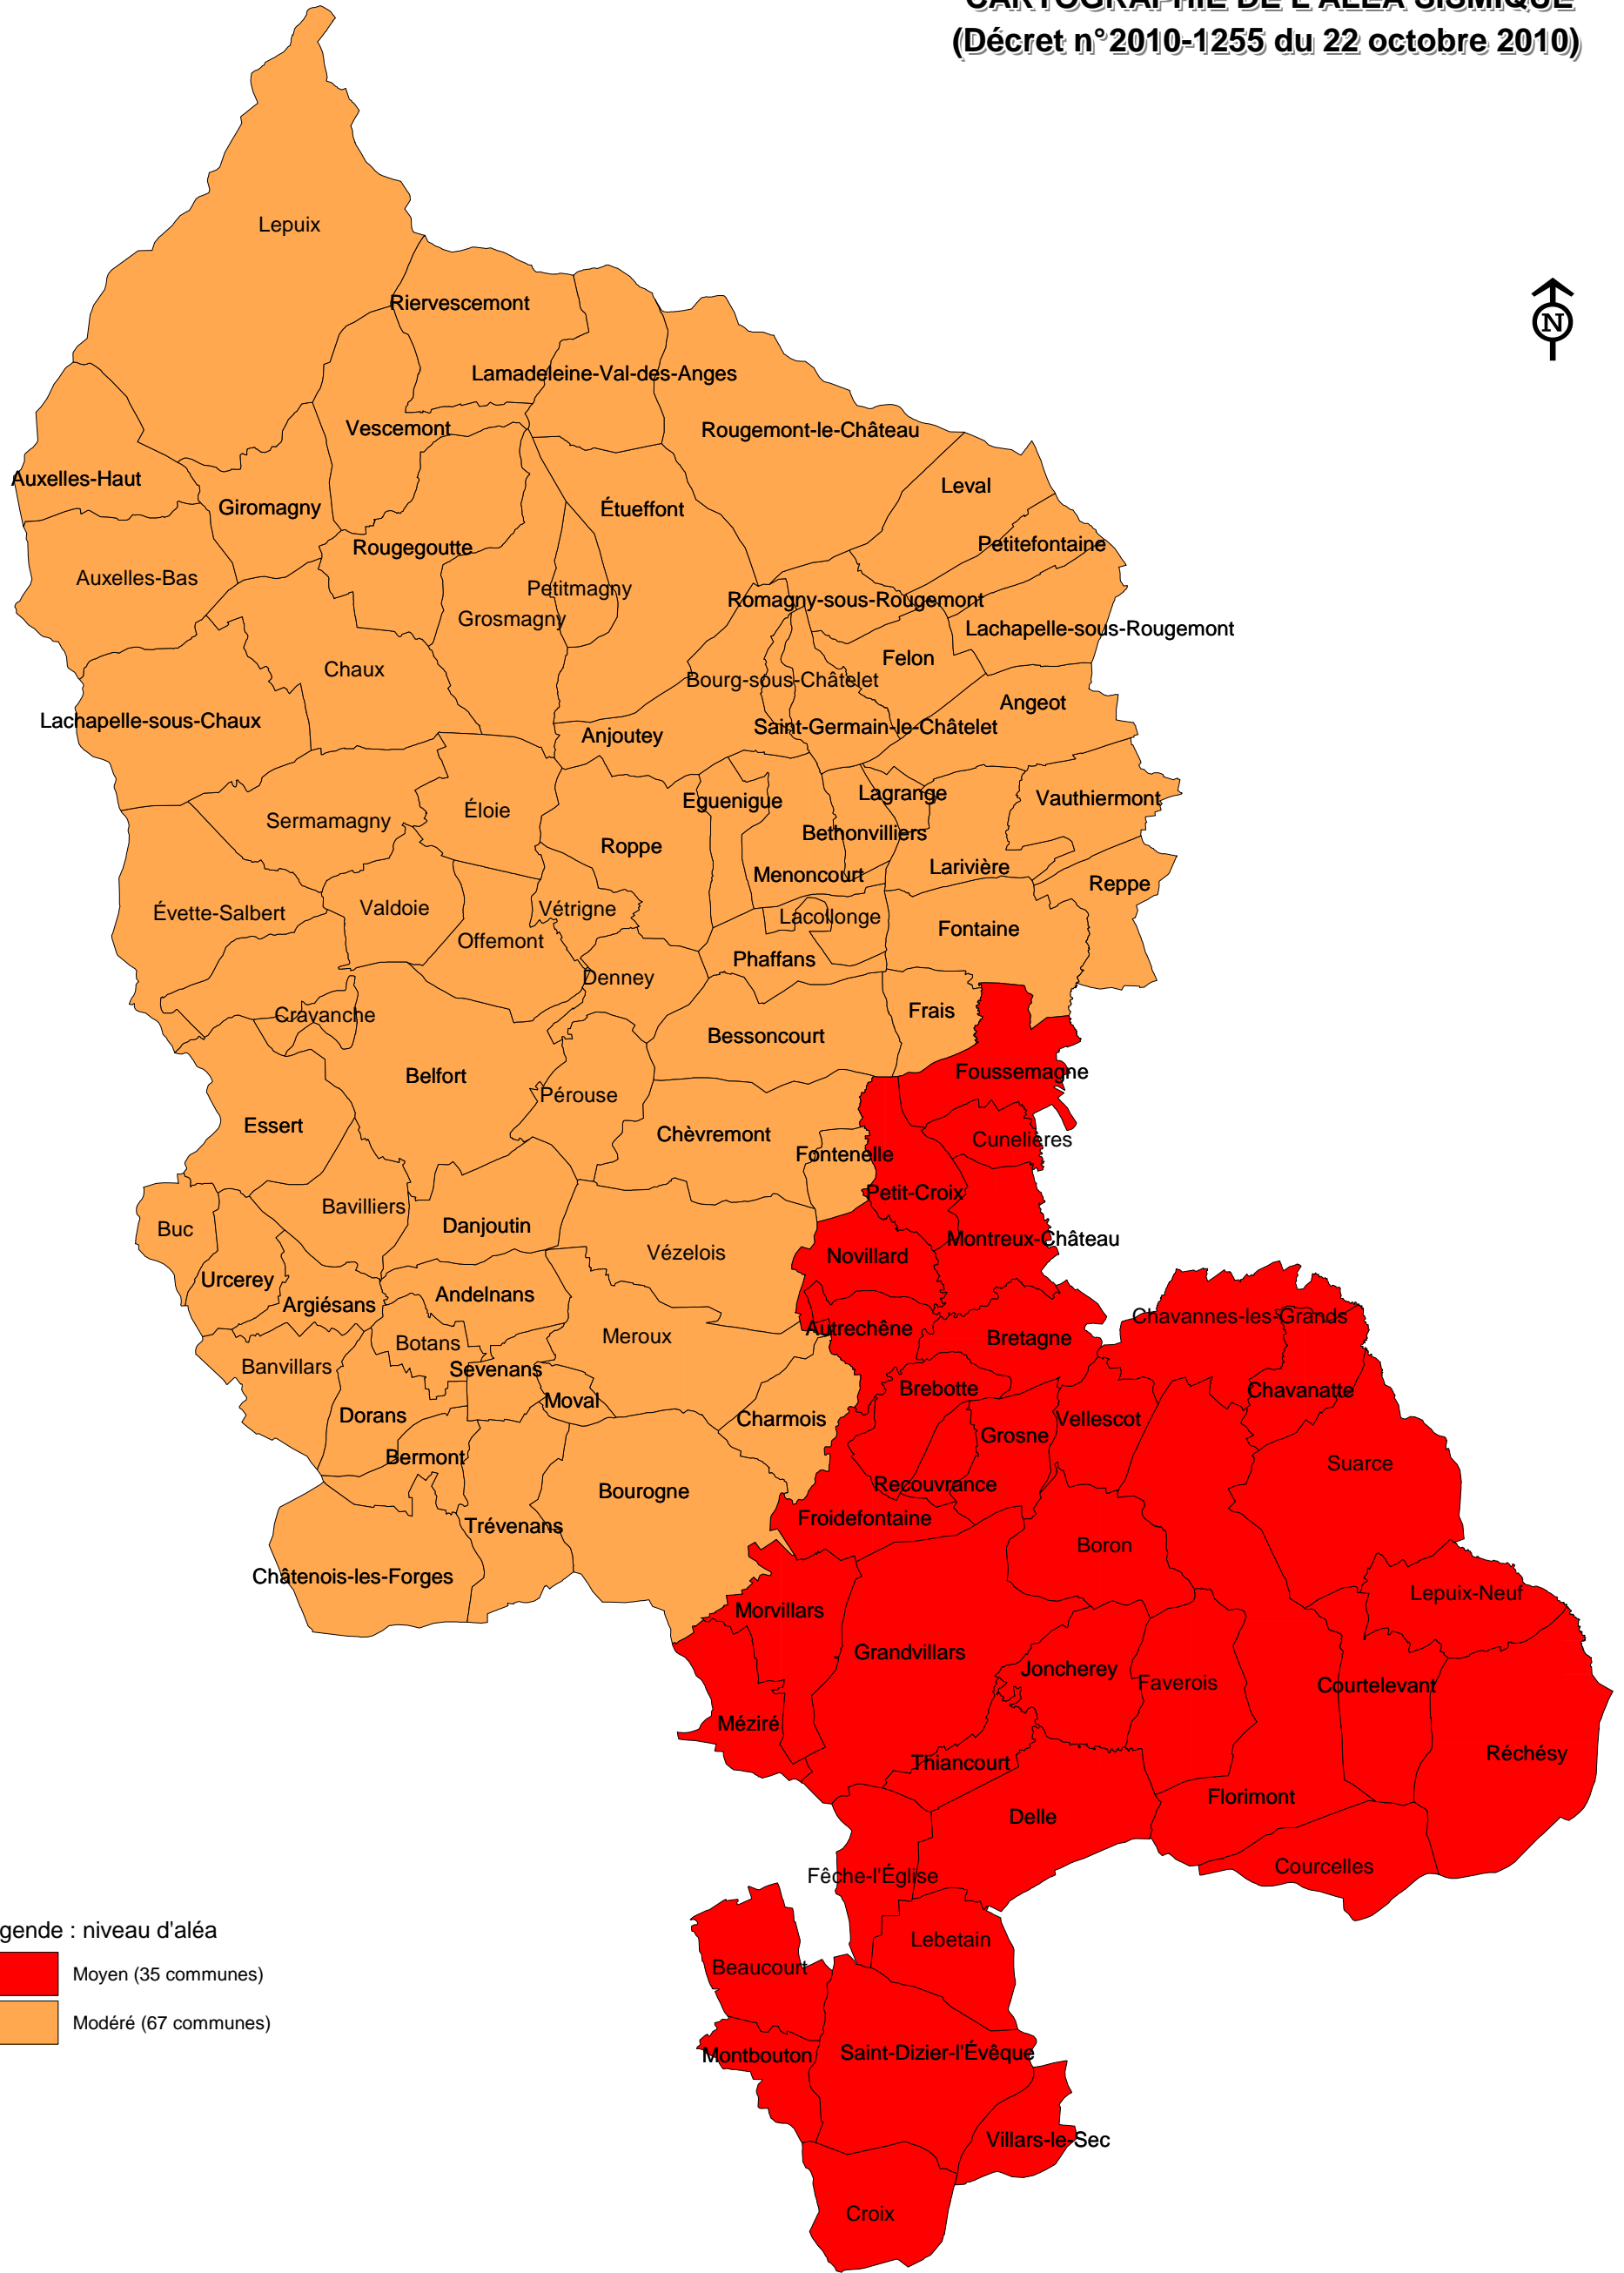 CARTOGRAPHIE DE L'ALEA SISMIQUE
(Décret n°2010-1255 du 22 octobre 2010)
Lepuix
N
Riervescemont
Lamadeleine-Val-des-Anges
Vescemont
Rougemont-le-Château
Auxelles-Haut
Leval
Giromagny
Étueffont
Petitefontaine
Rougegoutte
Auxelles-Bas
Petitmagny
Romagny-sous-Rougemont
Grosmagny
Lachapelle-sous-Rougemont
Felon
Chaux
Bourg-sous-Châtelet
Angeot
Lachapelle-sous-Chaux
Saint-Germain-le-Châtelet
Anjoutey
Lagrange
Vauthiermont
Eguenigue
Éloie
Sermamagny
Bethonvilliers
Roppe
Larivière
Menoncourt
Reppe
Valdoie
Vétrigne
Évette-Salbert
Lacollonge
Fontaine
Offemont
Phaffans
Denney
Frais
Cravanche
Bessoncourt
Foussemagne
Belfort
Pérouse
Essert
Chèvremont
Cunelières
Fontenelle
Petit-Croix
Bavilliers
Danjoutin
Buc
Montreux-Château
Vézelois
Novillard
Urcerey
Andelnans
Argiésans
Chavannes-les-Grands
Autrechêne
Meroux
Bretagne
Botans
Banvillars
Sévenans
Brebotte
Chavanatte
Moval
Dorans
Charmois
Vellescot
Grosne
Bermont
Suarce
Recouvrance
Bourogne
Froidefontaine
Trévenans
Boron
Châtenois-les-Forges
Lepuix-Neuf
Morvillars
Grandvillars
Joncherey
Faverois
Courtelevant
Méziré
Réchésy
Thiancourt
Florimont
Delle
Courcelles
Fêche-l'Église
gende : niveau d'aléa
Lebetain
Beaucourt
Moyen (35 communes)
Modéré (67 communes)
Saint-Dizier-l'Évêque
Montbouton
Villars-le-Sec
Croix